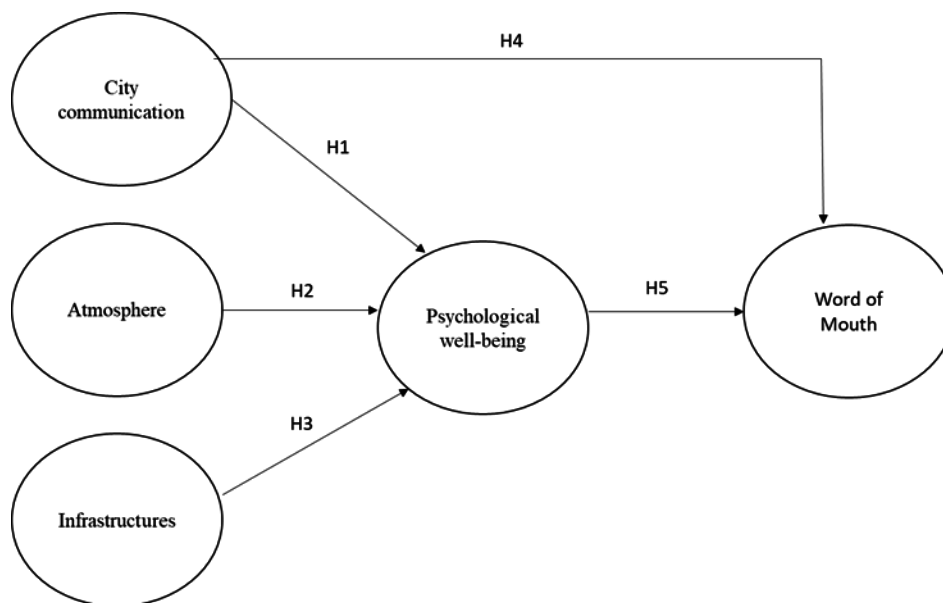 H4
City
communication
H1
Atmosphere
H2
Psychological
well-being
H5
Word of
Mouth
H3
Infrastructures